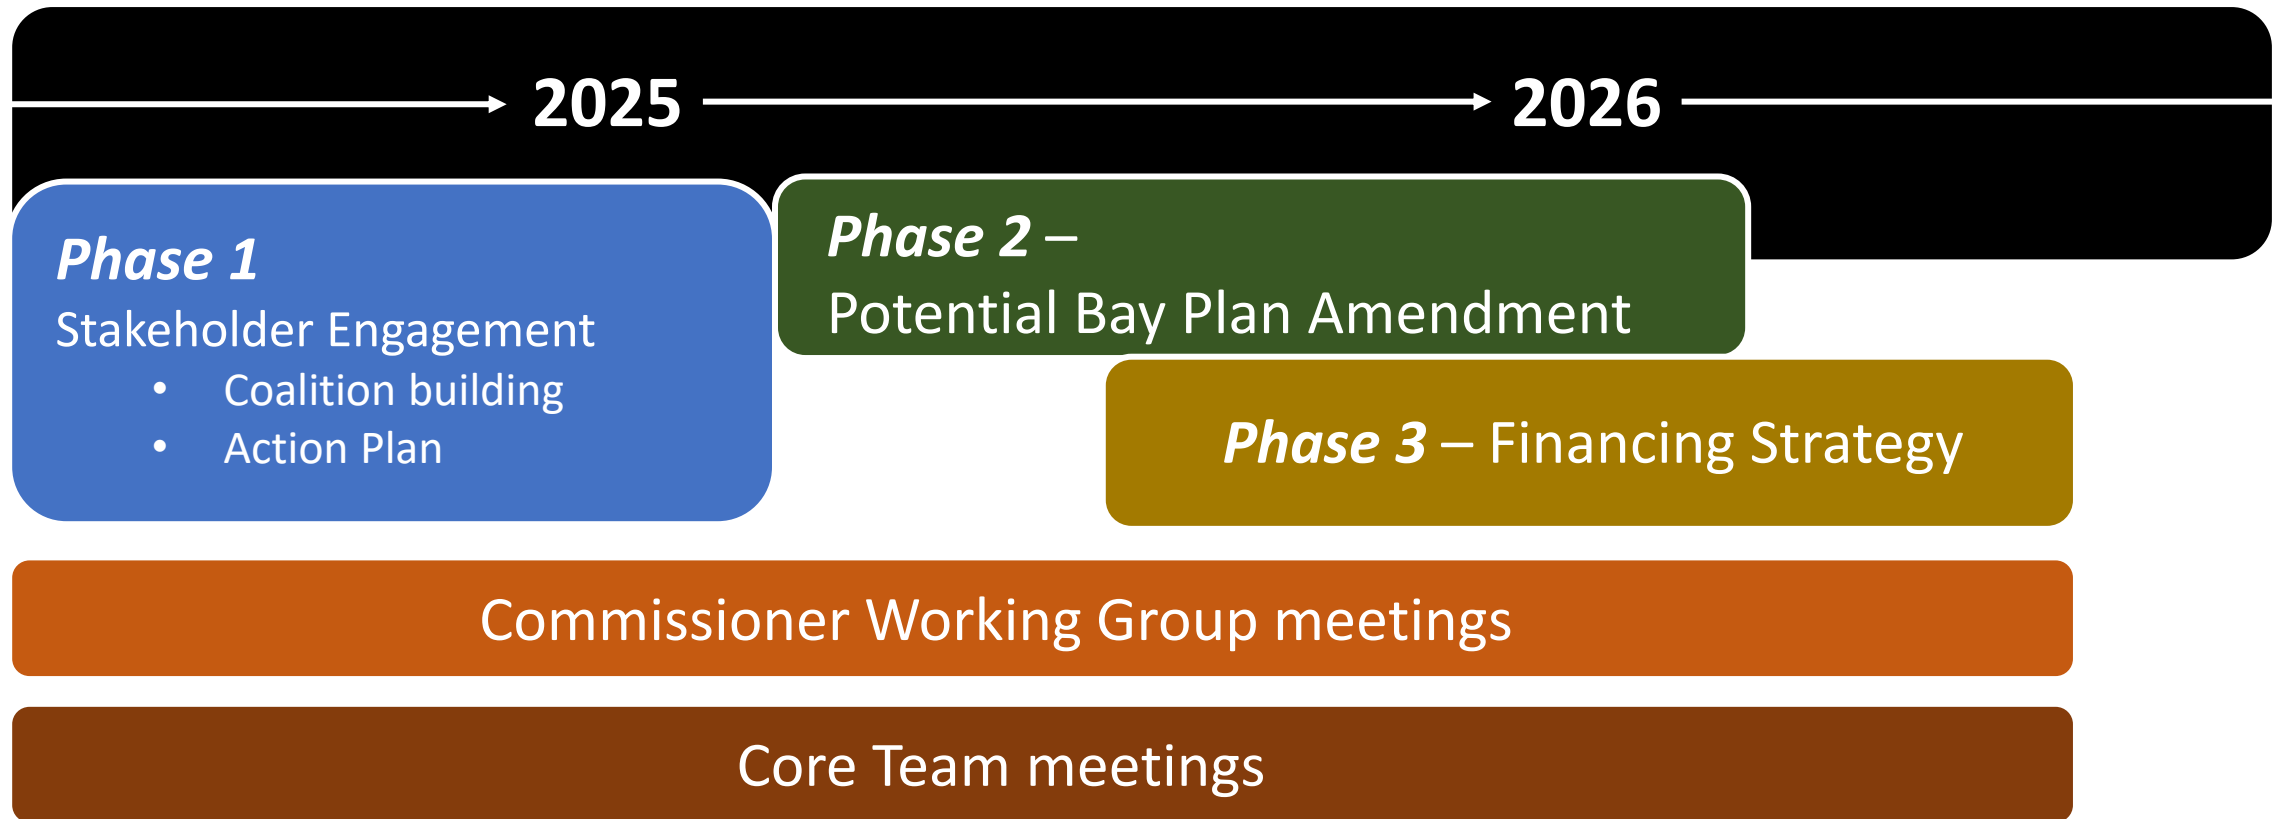 2025 2026
Phase 1
Stakeholder Engagement
• Coalition building
• Action Plan
Phase 2 –
Potential Bay Plan Amendment
Phase 3 – Financing Strategy
Commissioner Working Group meetings
Core Team meetings